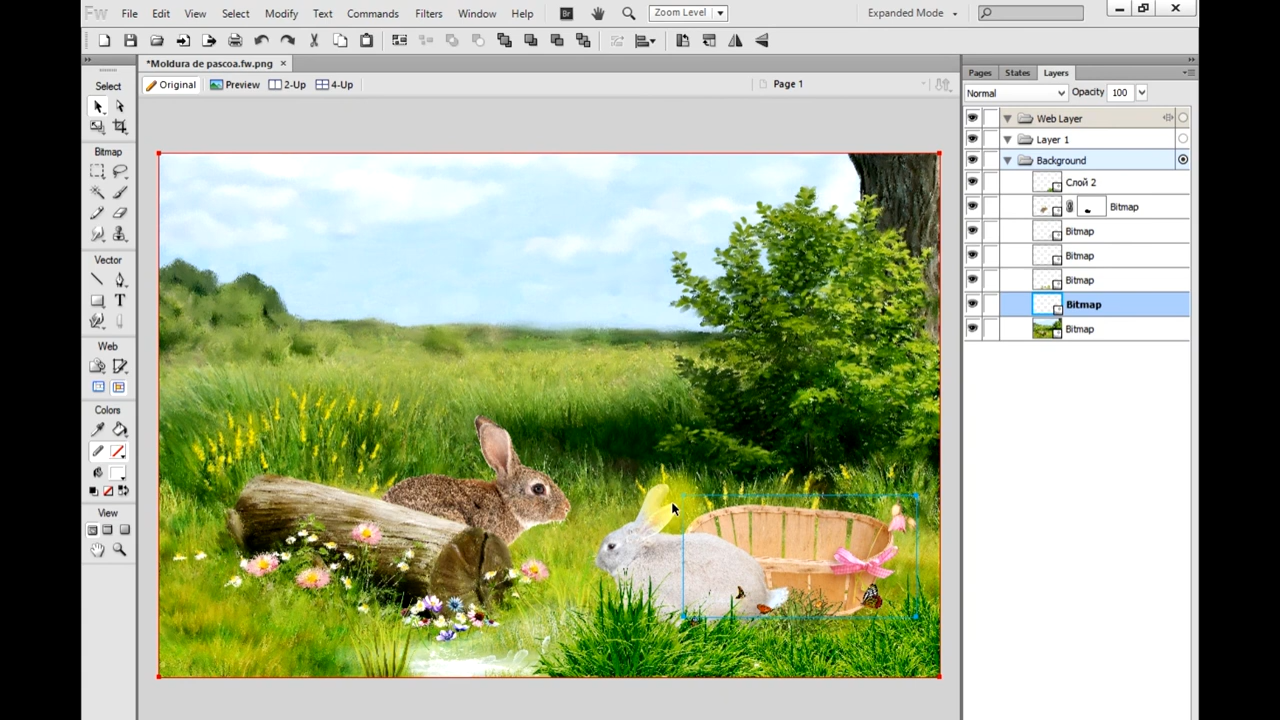 Fw File Edit View Select Modify Text Commands Filters Window Help Br Zoom Level Expanded Mode
*Moldura de pascoa.fw.png
Original Preview 2-Up 4-Up Page 1
Select
Bitmap
Vector
T
Web
Colors
View
Pages States Layers
Normal Opacity 100
Web Layer
Layer 1
Background
Слой 2
Bitmap
Bitmap
Bitmap
Bitmap
Bitmap
Bitmap